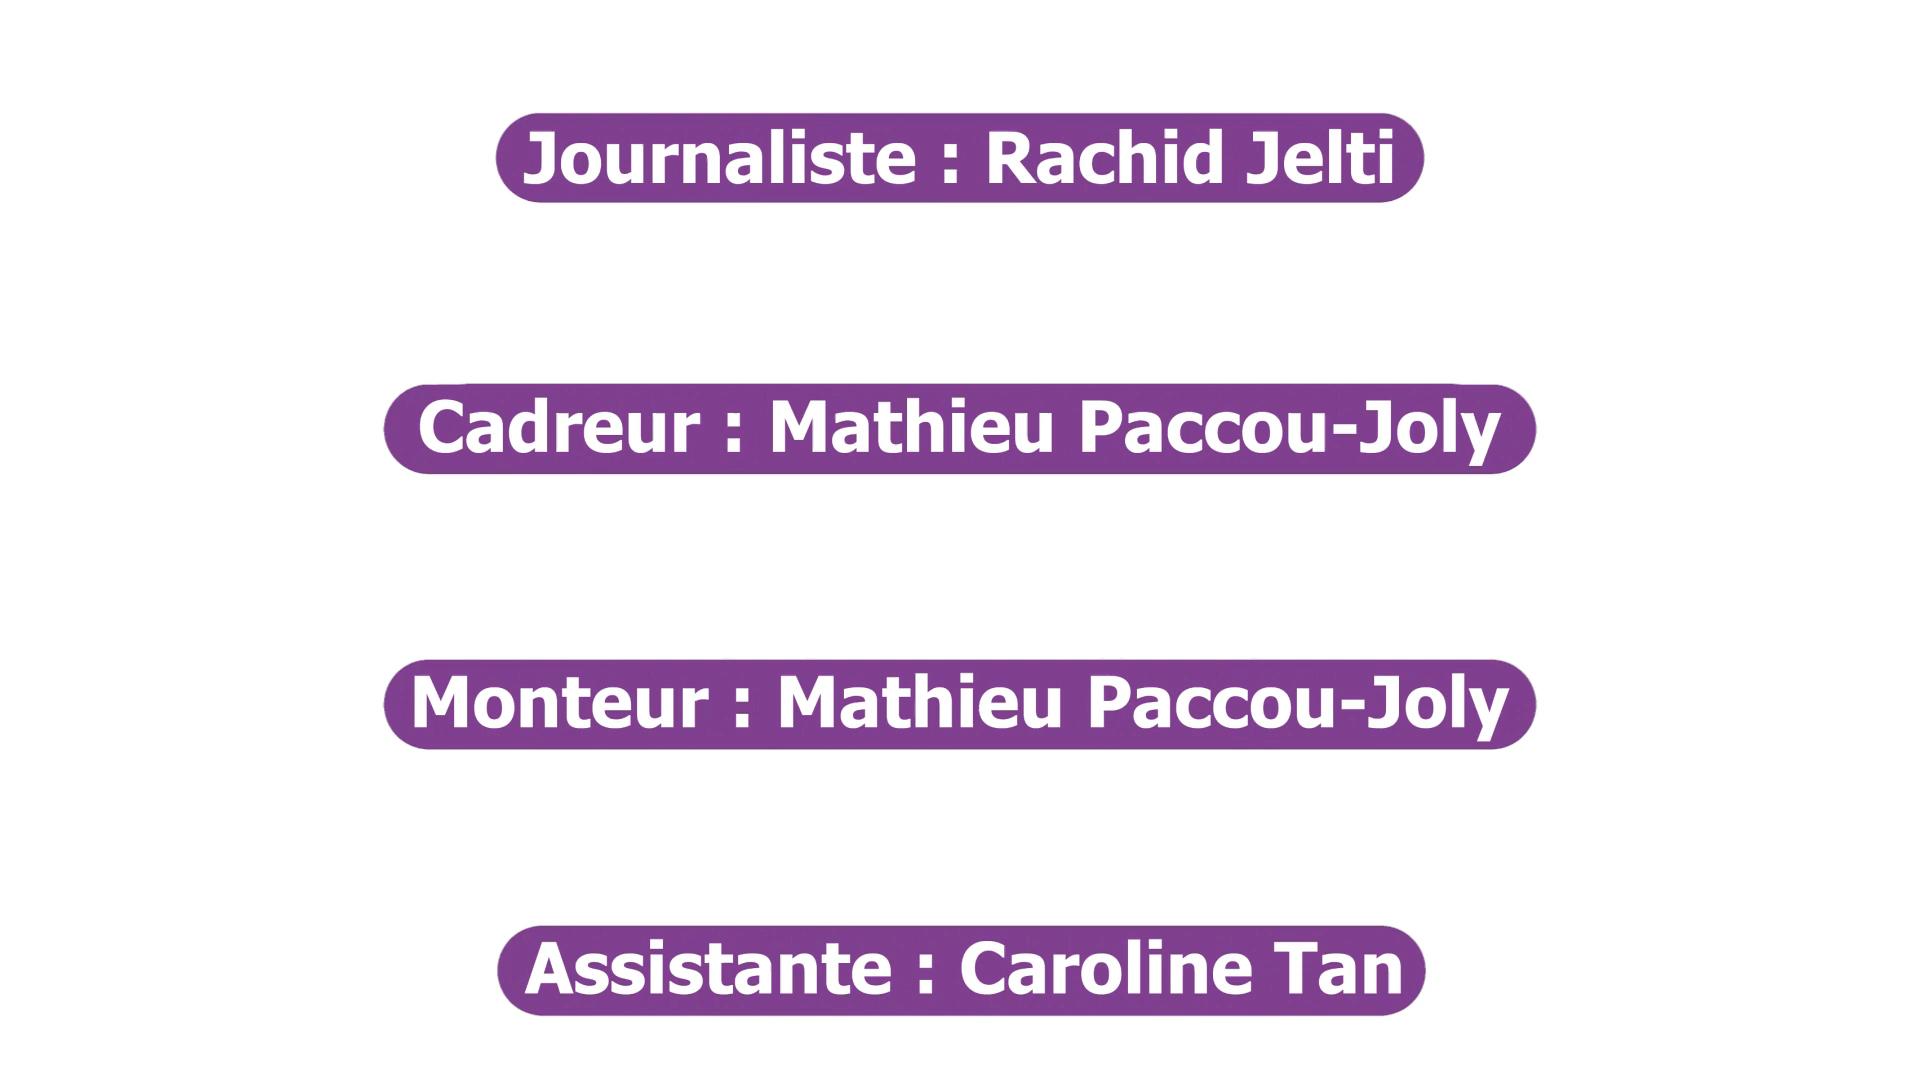 Journaliste : Rachid Jelti
Cadreur : Mathieu Paccou-Joly
Monteur : Mathieu Paccou-Joly
Assistante : Caroline Tan